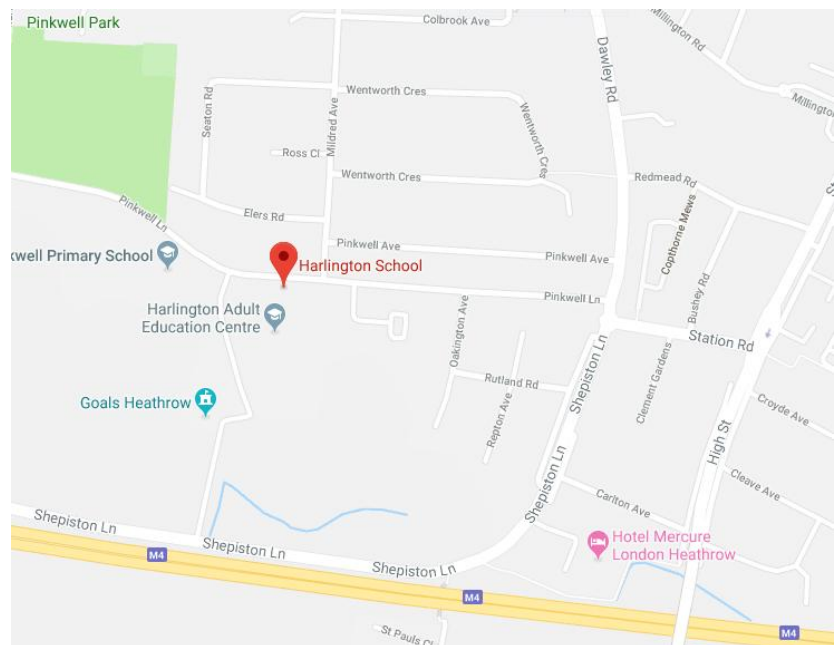 Pinkwell Park
Colbrook Ave
Millington Rd
Dawley Rd
Seaton Rd
Wentworth Cres
Mildred Ave
Millington
Wentworth Cres
Ross Cl
Wentworth Cres
Redmead Rd
St
Pinkwell Ln
Elers Rd
Copthorne Mews
Pinkwell Ave
Pinkwell Ave
kwell Primary School
Harlington School
Bushey Rd
Pinkwell Ln
Harlington Adult
Education Centre
Oakington Ave
Station Rd
Shepiston Ln
Clement Gardens
Rutland Rd
Repton Ave
Goals Heathrow
Croyde Ave
High St
Cleave Ave
Shepiston Ln
Carlton Ave
Shepiston Ln
Shepiston Ln
Hotel Mercure
London Heathrow
M4
Shepiston Ln
M4
St Pauls Cl
M4